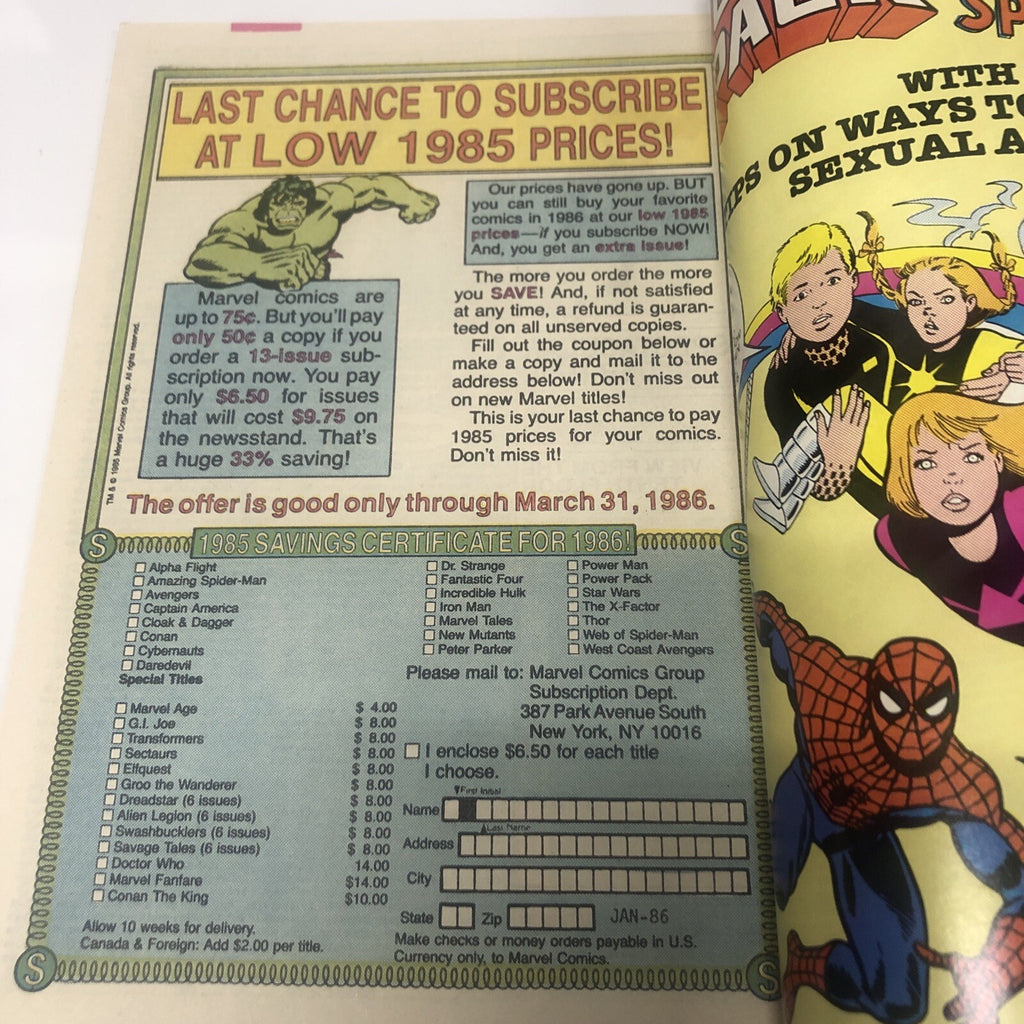 LAST CHANCE TO SUBSCRIBE
AT LOW 1985 PRICES!
Our prices have gone up. BUT
you can still buy your favorite
comics in 1986 at our low 1985
prices—if you subscribe NOW!
And, you get an extra issue!
Marvel comics are
up to 75¢. But you'll pay
only 50¢ a copy if you
order a 13-issue sub-
scription now. You pay
only $6.50 for issues
that will cost $9.75 on
the newsstand. That's
a huge 33% saving!
The more you order the more
you SAVE! And, if not satisfied
at any time, a refund is guaran-
teed on all unserved copies.
Fill out the coupon below or
make a copy and mail it to the
address below! Don't miss out
on new Marvel titles!
This is your last chance to pay
1985 prices for your comics.
Don't miss it!
TM & © 1985 Marvel Comics Group. All rights reserved.
The offer is good only through March 31, 1986.
S 1985 SAVINGS CERTIFICATE FOR 1986! S
Alpha Flight
Amazing Spider-Man
Avengers
Captain America
Cloak & Dagger
Conan
Cybernauts
Daredevil
Dr. Strange
Fantastic Four
Incredible Hulk
Iron Man
Marvel Tales
New Mutants
Peter Parker
Power Man
Power Pack
Star Wars
The X-Factor
Thor
Web of Spider-Man
West Coast Avengers
Special Titles
Marvel Age $ 4.00
G.I. Joe $ 8.00
Transformers $ 8.00
Sectaurs $ 8.00
Elfquest $ 8.00
Groo the Wanderer $ 8.00
Dreadstar (6 issues) $ 8.00
Alien Legion (6 issues) $ 8.00
Swashbucklers (6 issues) $ 8.00
Savage Tales (6 issues) $ 8.00
Doctor Who 14.00
Marvel Fanfare $14.00
Conan The King $10.00
Allow 10 weeks for delivery.
Canada & Foreign: Add $2.00 per title.
Please mail to: Marvel Comics Group
Subscription Dept.
387 Park Avenue South
New York, NY 10016
I enclose $6.50 for each title
I choose.
First Initial
Name
Last Name
Address
City
State Zip JAN-86
Make checks or money orders payable in U.S.
Currency only, to Marvel Comics.
S S
WITH
ON WAYS
SEXUAL